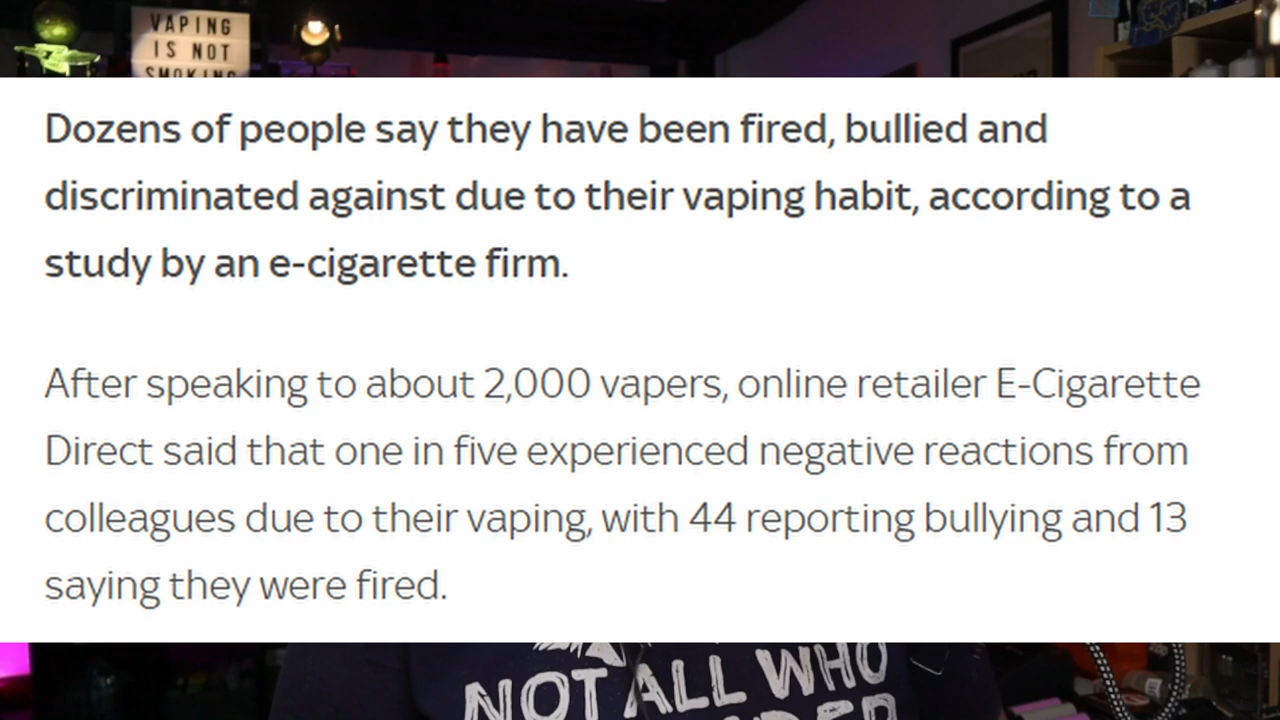 VAPING
IS NOT
SMOKING
Dozens of people say they have been fired, bullied and
discriminated against due to their vaping habit, according to a
study by an e-cigarette firm.
After speaking to about 2,000 vapers, online retailer E-Cigarette
Direct said that one in five experienced negative reactions from
colleagues due to their vaping, with 44 reporting bullying and 13
saying they were fired.
NOT ALL WHO